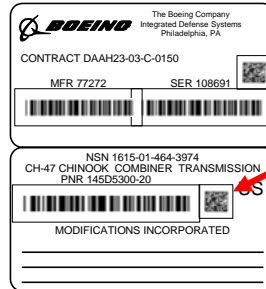 BOEING
The Boeing Company
Integrated Defense Systems
Philadelphia, PA
CONTRACT DAAH23-03-C-0150
MFR 77272 SER 108691
NSN 1615-01-464-3974
CH-47 CHINOOK COMBINER TRANSMISSION
PNR 145D5300-20
US
MODIFICATIONS INCORPORATED